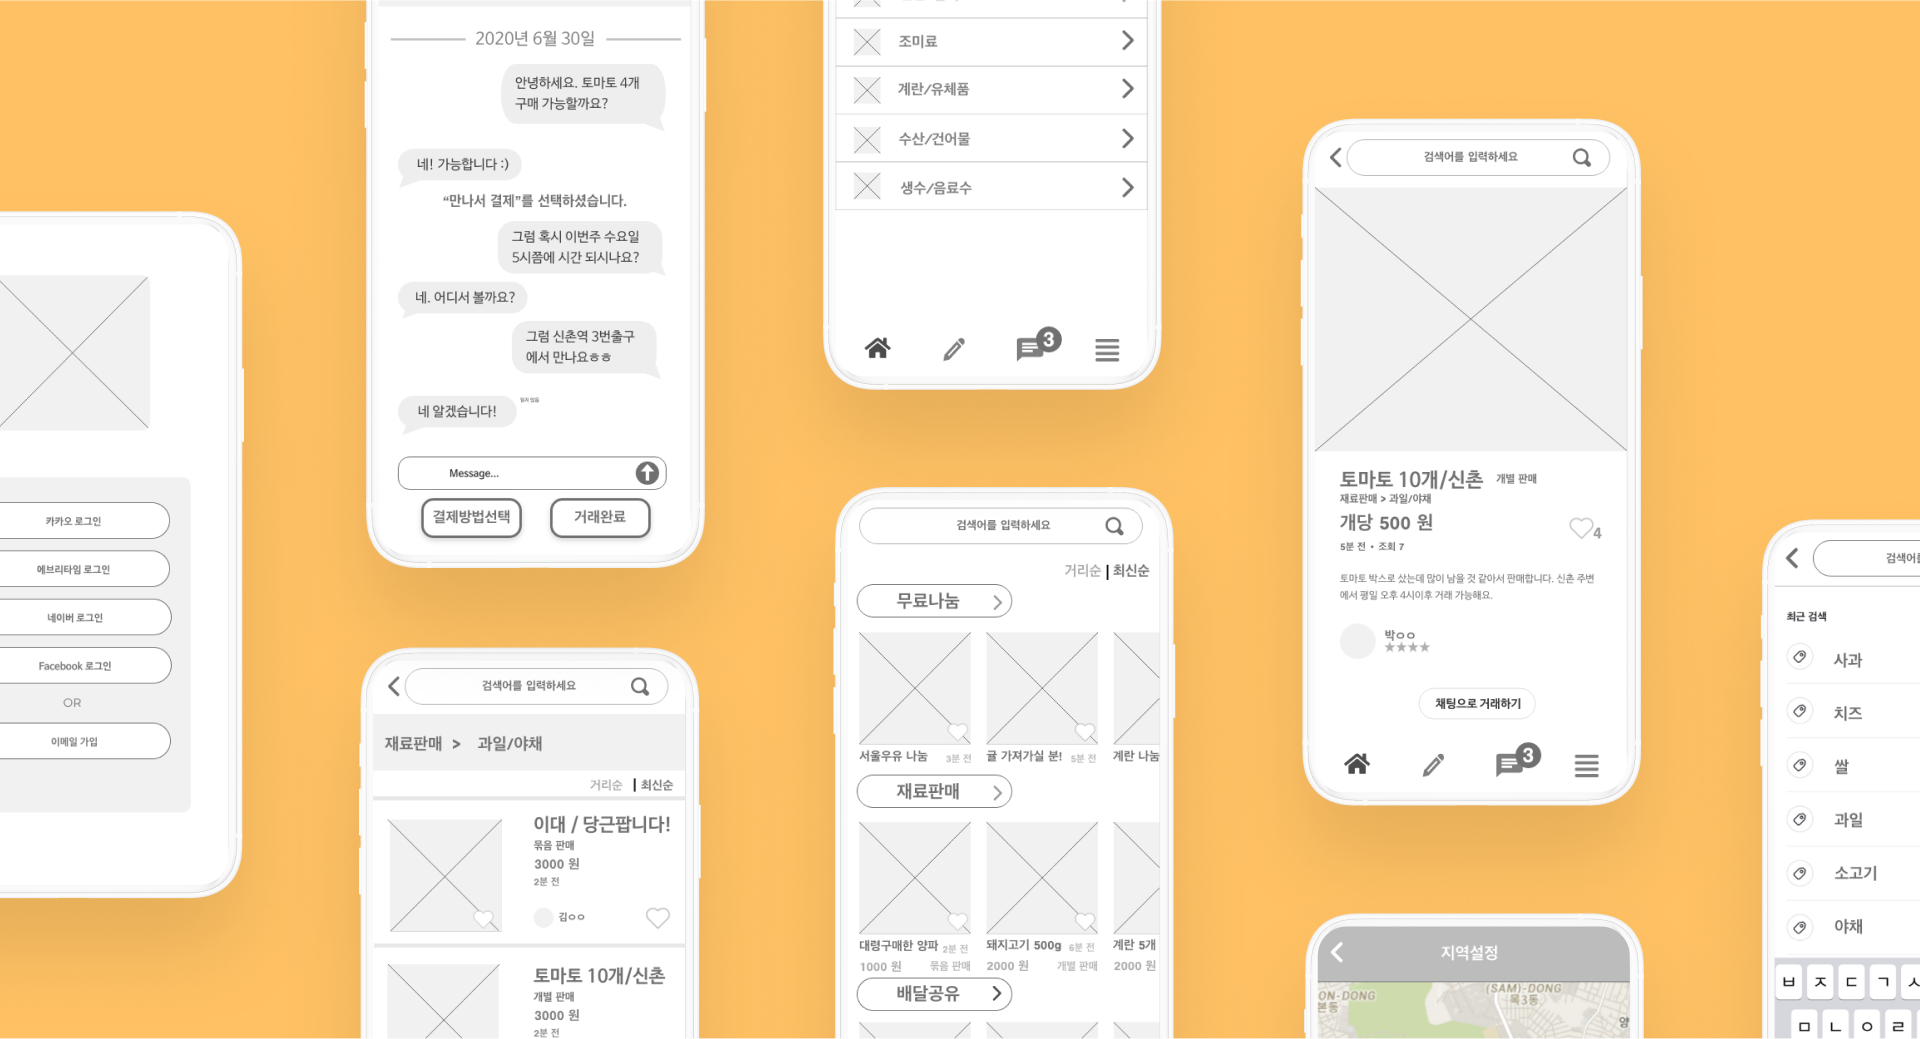 카카오 로그인
에브리타임 로그인
네이버 로그인
Facebook 로그인
OR
이메일 가입
2020년 6월 30일
안녕하세요. 토마토 4개
구매 가능할까요?
네! 가능합니다 :)
“만나서 결제”를 선택하셨습니다.
그럼 혹시 이번주 수요일
5시쯤에 시간 되시나요?
네. 어디서 볼까요?
그럼 신촌역 3번출구
에서 만나요ㅎㅎ
네 알겠습니다!
읽지 않음
Message...
결제방법선택
거래완료
검색어를 입력하세요
재료판매 > 과일/야채
거리순 | 최신순
이대 / 당근팝니다!
묶음 판매
3000 원
2분 전
김ㅇㅇ
토마토 10개/신촌
개별 판매
3000 원
2분 전
조미료
계란/유체품
수산/건어물
생수/음료수
3
검색어를 입력하세요
거리순 | 최신순
무료나눔
서울우유 나눔 3분 전
귤 가져가실 분! 5분 전
계란 나눔
재료판매
대령구매한 양파 2분 전
1000 원 묶음 판매
돼지고기 500g 6분 전
2000 원 개별 판매
계란 5개
2000 원
배달공유
검색어를 입력하세요
토마토 10개/신촌 개별 판매
재료판매 > 과일/야채
개당 500 원
4
5분 전 • 조회 7
토마토 박스로 샀는데 많이 남을 것 같아서 판매합니다. 신촌 주변
에서 평일 오후 4시이후 거래 가능해요.
박ㅇㅇ
★★★★
채팅으로 거래하기
3
지역설정
ON-DONG
본동
(SAM)-DONG
목3동
양
검색어를
최근 검색
사과
치즈
쌀
과일
소고기
야채
ㅂ ㅈ ㄷ ㄱ ㅅ
ㅁ ㄴ ㅇ ㄹ